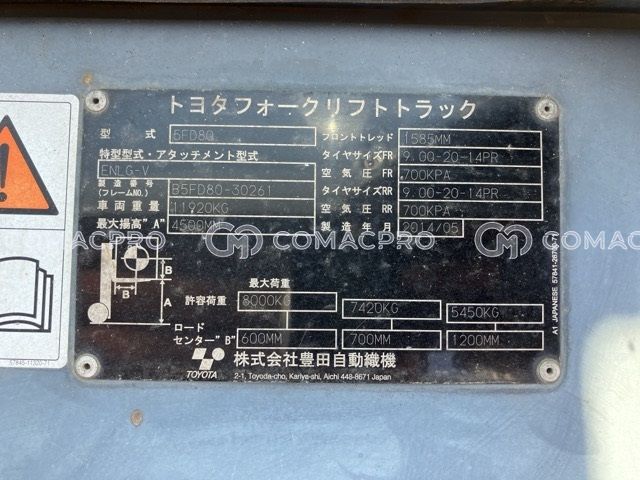 トヨタフォークリフトトラック
型 式 5FD80 フロントトレッド 1585MM
特型型式・アタッチメント型式 タイヤサイズFR 9.00-20-14PR
ENLG-V 空気圧FR 700KPA
製造番号(フレームNO.) B5FD80-30261 タイヤサイズRR 9.00-20-14PR
車両重量 11920KG 空気圧RR 700KPA
最大揚高"A" 4500MM 製造年月 2014/05
COMACPRO COMACPRO COMACPRO
B
B
A
最大荷重
許容荷重 8000KG 7420KG 5450KG
ロードセンター"B" 600MM 700MM 1200MM
TOYOTA 株式会社豊田自動織機
2-1, Toyoda-cho, Kariya-shi, Aichi 448-8671 Japan
A1 JAPANESE
57845-11320-71